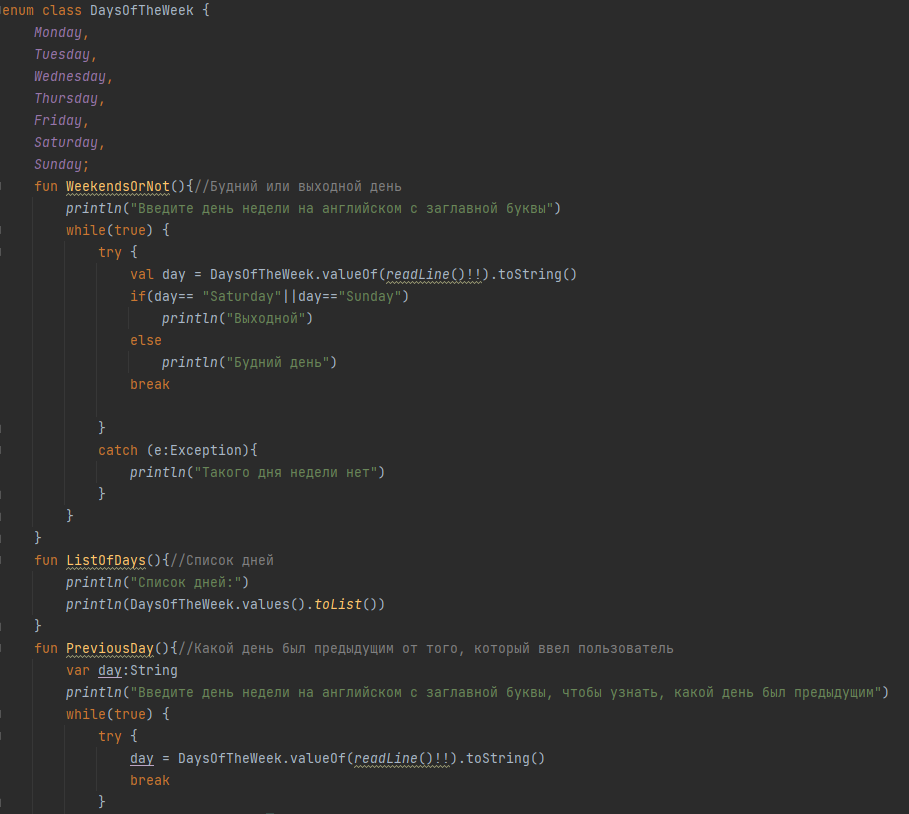 enum class DaysOfTheWeek {
    Monday,
    Tuesday,
    Wednesday,
    Thursday,
    Friday,
    Saturday,
    Sunday;
    fun WeekendsOrNot(){//Будний или выходной день
        println("Введите день недели на английском с заглавной буквы")
        while(true) {
            try {
                val day = DaysOfTheWeek.valueOf(readLine()!!).toString()
                if(day== "Saturday"||day=="Sunday")
                    println("Выходной")
                else
                    println("Будний день")
                break
            }
            catch (e:Exception){
                println("Такого дня недели нет")
            }
        }
    }
    fun ListOfDays(){//Список дней
        println("Список дней:")
        println(DaysOfTheWeek.values().toList())
    }
    fun PreviousDay(){//Какой день был предыдущим от того, который ввел пользователь
        var day:String
        println("Введите день недели на английском с заглавной буквы, чтобы узнать, какой день был предыдущим")
        while(true) {
            try {
                day = DaysOfTheWeek.valueOf(readLine()!!).toString()
                break
            }